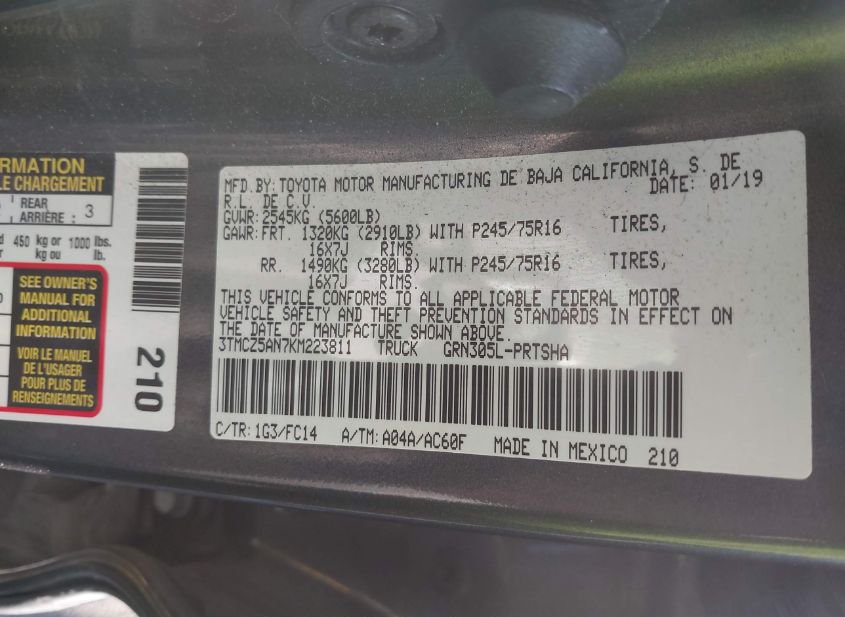 RMATION
LE CHARGEMENT
REAR
ARRIÈRE : 3
450 kg or 1000 lbs.
kg ou lb.
SEE OWNER'S
MANUAL FOR
ADDITIONAL
INFORMATION
VOIR LE MANUEL
DE L'USAGER
POUR PLUS DE
RENSEIGNEMENTS
210
MFD.BY:TOYOTA MOTOR MANUFACTURING DE BAJA CALIFORNIA, S. DE
R.L. DE C.V. DATE: 01/19
GVWR:2545KG (5600LB)
GAWR:FRT. 1320KG (2910LB) WITH P245/75R16 TIRES,
16X7J RIMS.
RR. 1490KG (3280LB) WITH P245/75R16 TIRES,
16X7J RIMS.
THIS VEHICLE CONFORMS TO ALL APPLICABLE FEDERAL MOTOR
VEHICLE SAFETY AND THEFT PREVENTION STANDARDS IN EFFECT ON
THE DATE OF MANUFACTURE SHOWN ABOVE.
3TMCZ5AN7KM223811 TRUCK GRN305L-PRTSHA
C/TR:1G3/FC14 A/TM:A04A/AC60F MADE IN MEXICO 210